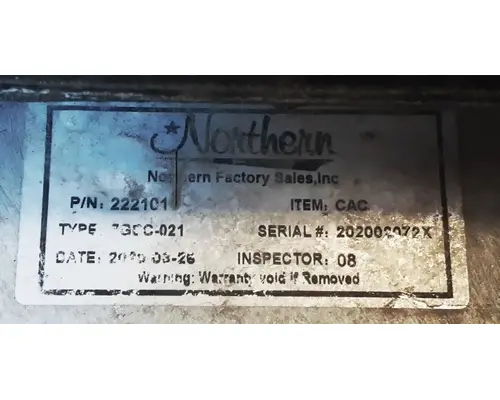 Northern
Northern Factory Sales,Inc
P/N: 222101 ITEM: CAC
TYPE SERIAL #:
DATE: INSPECTOR: 08
Warning: Warranty void if Removed